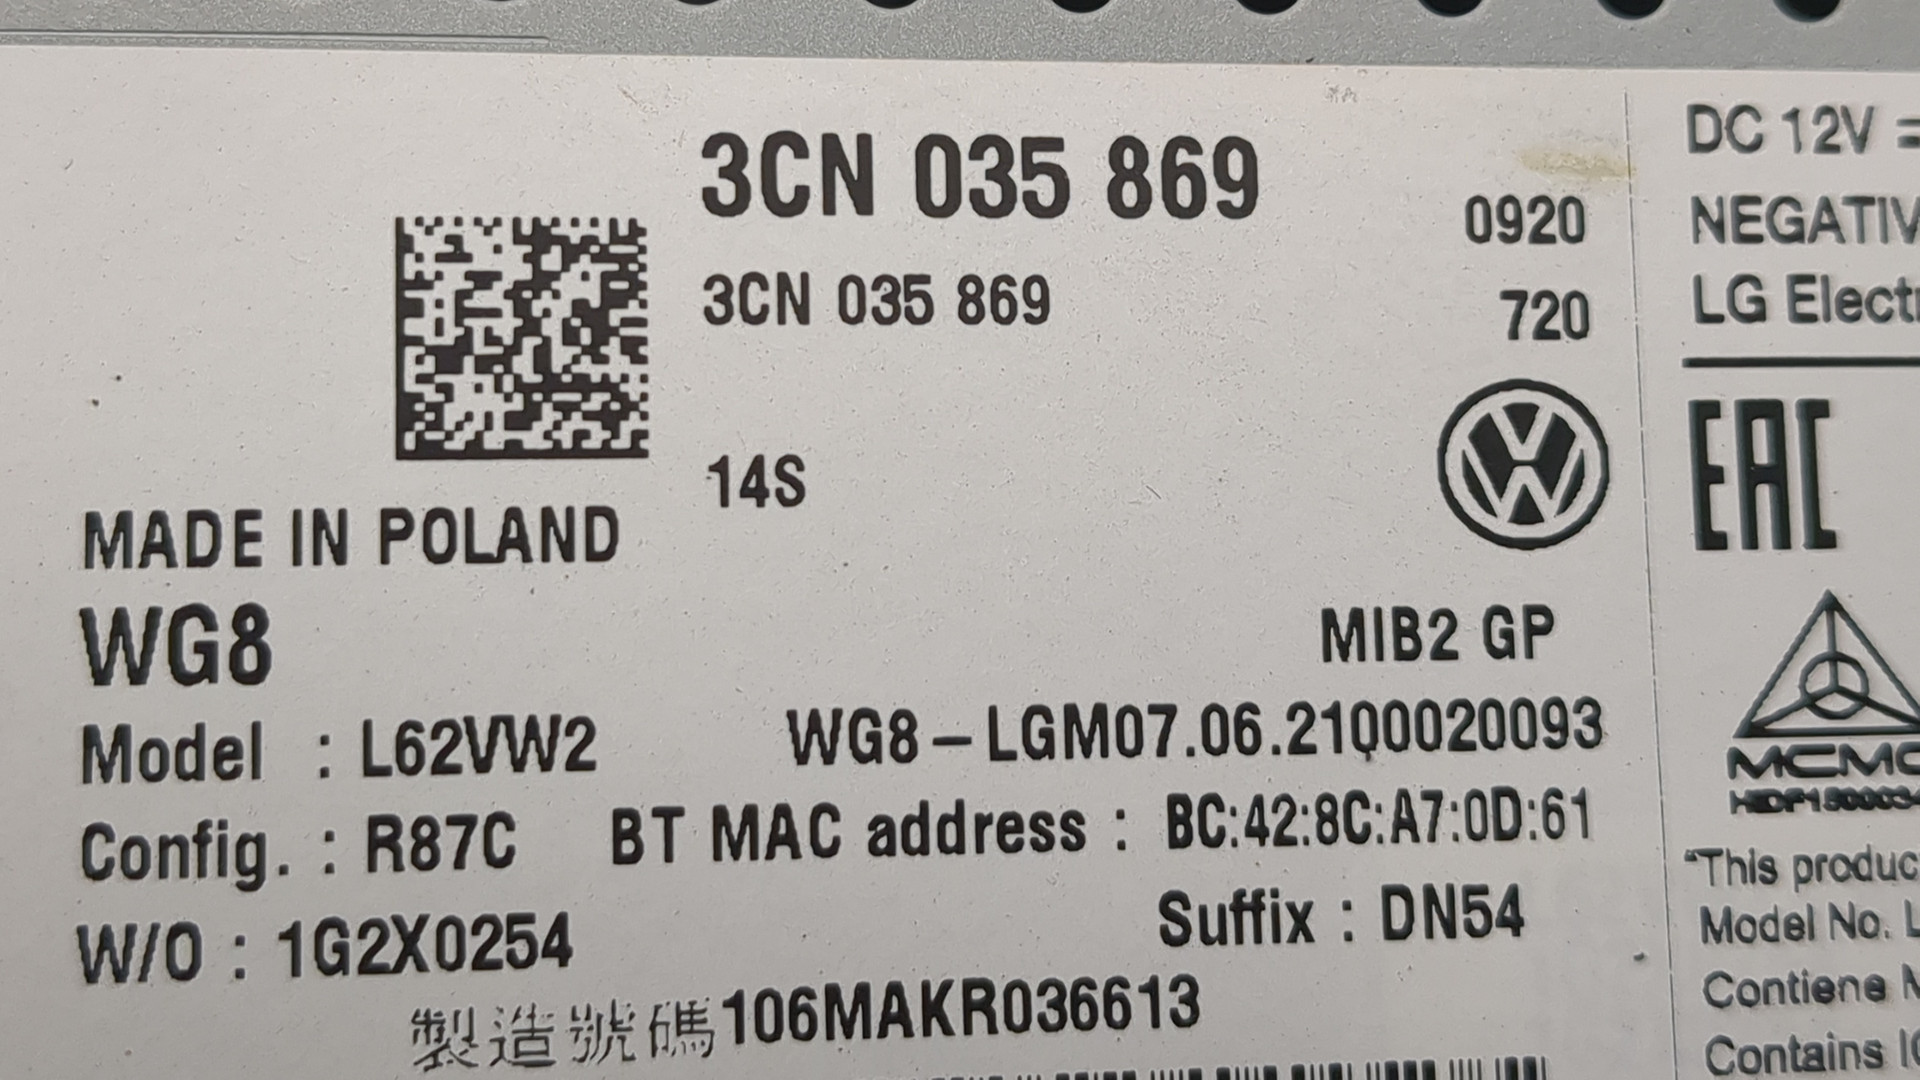 3CN 035 869
0920
3CN 035 869
720
14S
MADE IN POLAND
WG8
MIB2 GP
Model : L62VW2 WG8-LGM07.06.2100020093
Config. : R87C BT MAC address : BC:42:8C:A7:0D:61
W/O : 1G2X0254 Suffix : DN54
製造號碼106MAKR036613
DC 12V
NEGATIV
LG Electr
EAC
MCMC
"This produc
Model No. L
Contiene
Contains